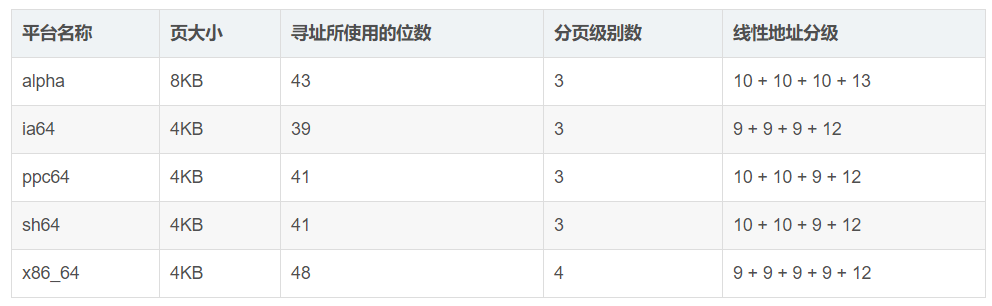 平台名称 页大小 寻址所使用的位数 分页级别数 线性地址分级
alpha 8KB 43 3 10 + 10 + 10 + 13
ia64 4KB 39 3 9 + 9 + 9 + 12
ppc64 4KB 41 3 10 + 10 + 9 + 12
sh64 4KB 41 3 10 + 10 + 9 + 12
x86_64 4KB 48 4 9 + 9 + 9 + 9 + 12